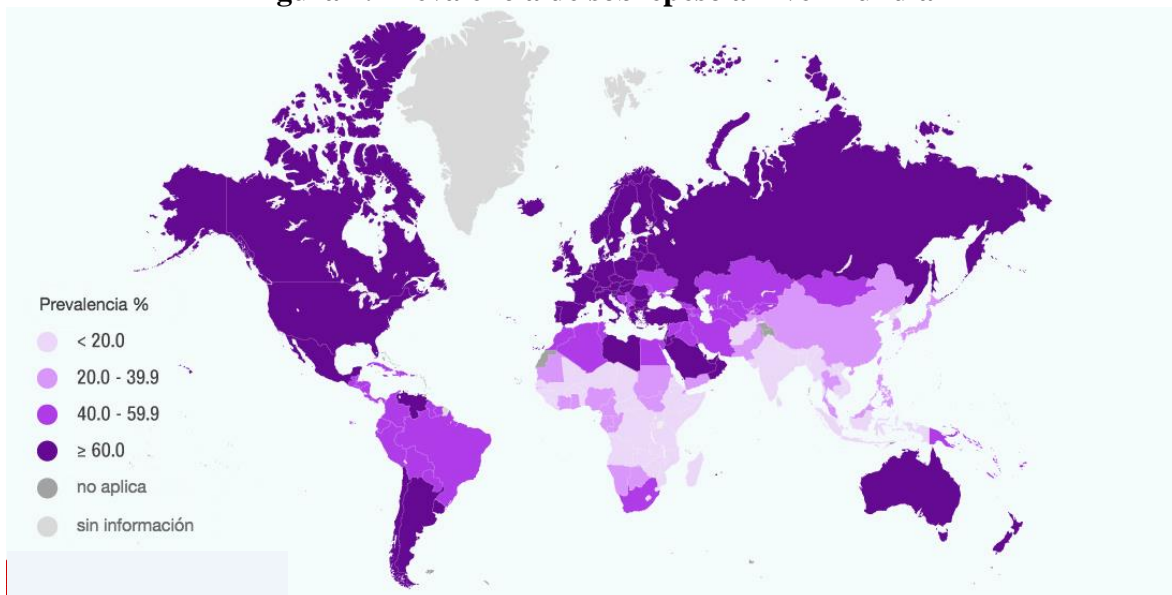 Prevalencia %
< 20.0
20.0 - 39.9
40.0 - 59.9
≥ 60.0
no aplica
sin información